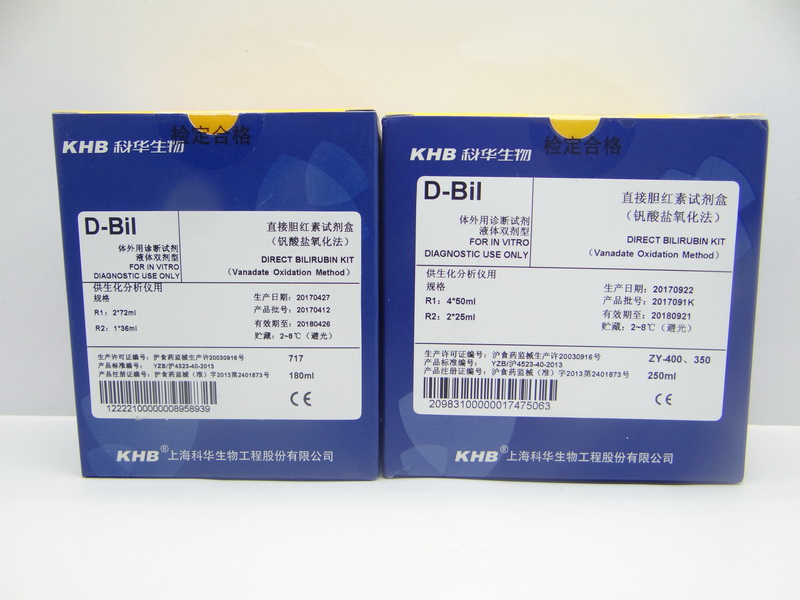 检定合格
KHB 科华生物
D-Bil
体外用诊断试剂
液体双剂型
FOR IN VITRO
DIAGNOSTIC USE ONLY
直接胆红素试剂盒
（钒酸盐氧化法）
DIRECT BILIRUBIN KIT
（Vanadate Oxidation Method）
供生化分析仪用
规格
R1: 2*72ml
R2: 1*36ml
生产日期: 20170427
产品批号: 20170412
有效期至: 20180426
贮藏: 2~8℃（避光）
生产许可证编号: 沪食药监械生产许20030916号
产品标准编号: YZB/沪4523-40-2013
产品注册证编号: 沪食药监械（准）字2013第2401873号
717
180ml
12222100000008958939
CE
KHB®上海科华生物工程股份有限公司
检定合格
KHB 科华生物
D-Bil
体外用诊断试剂
液体双剂型
FOR IN VITRO
DIAGNOSTIC USE ONLY
直接胆红素试剂盒
（钒酸盐氧化法）
DIRECT BILIRUBIN KIT
（Vanadate Oxidation Method）
供生化分析仪用
规格
R1: 4*50ml
R2: 2*25ml
生产日期: 20170922
产品批号: 2017091K
有效期至: 20180921
贮藏: 2~8℃（避光）
生产许可证编号: 沪食药监械生产许20030916号
产品标准编号: YZB/沪4523-40-2013
产品注册证编号: 沪食药监械（准）字2013第2401873号
ZY-400、350
250ml
20983100000017475063
CE
KHB®上海科华生物工程股份有限公司